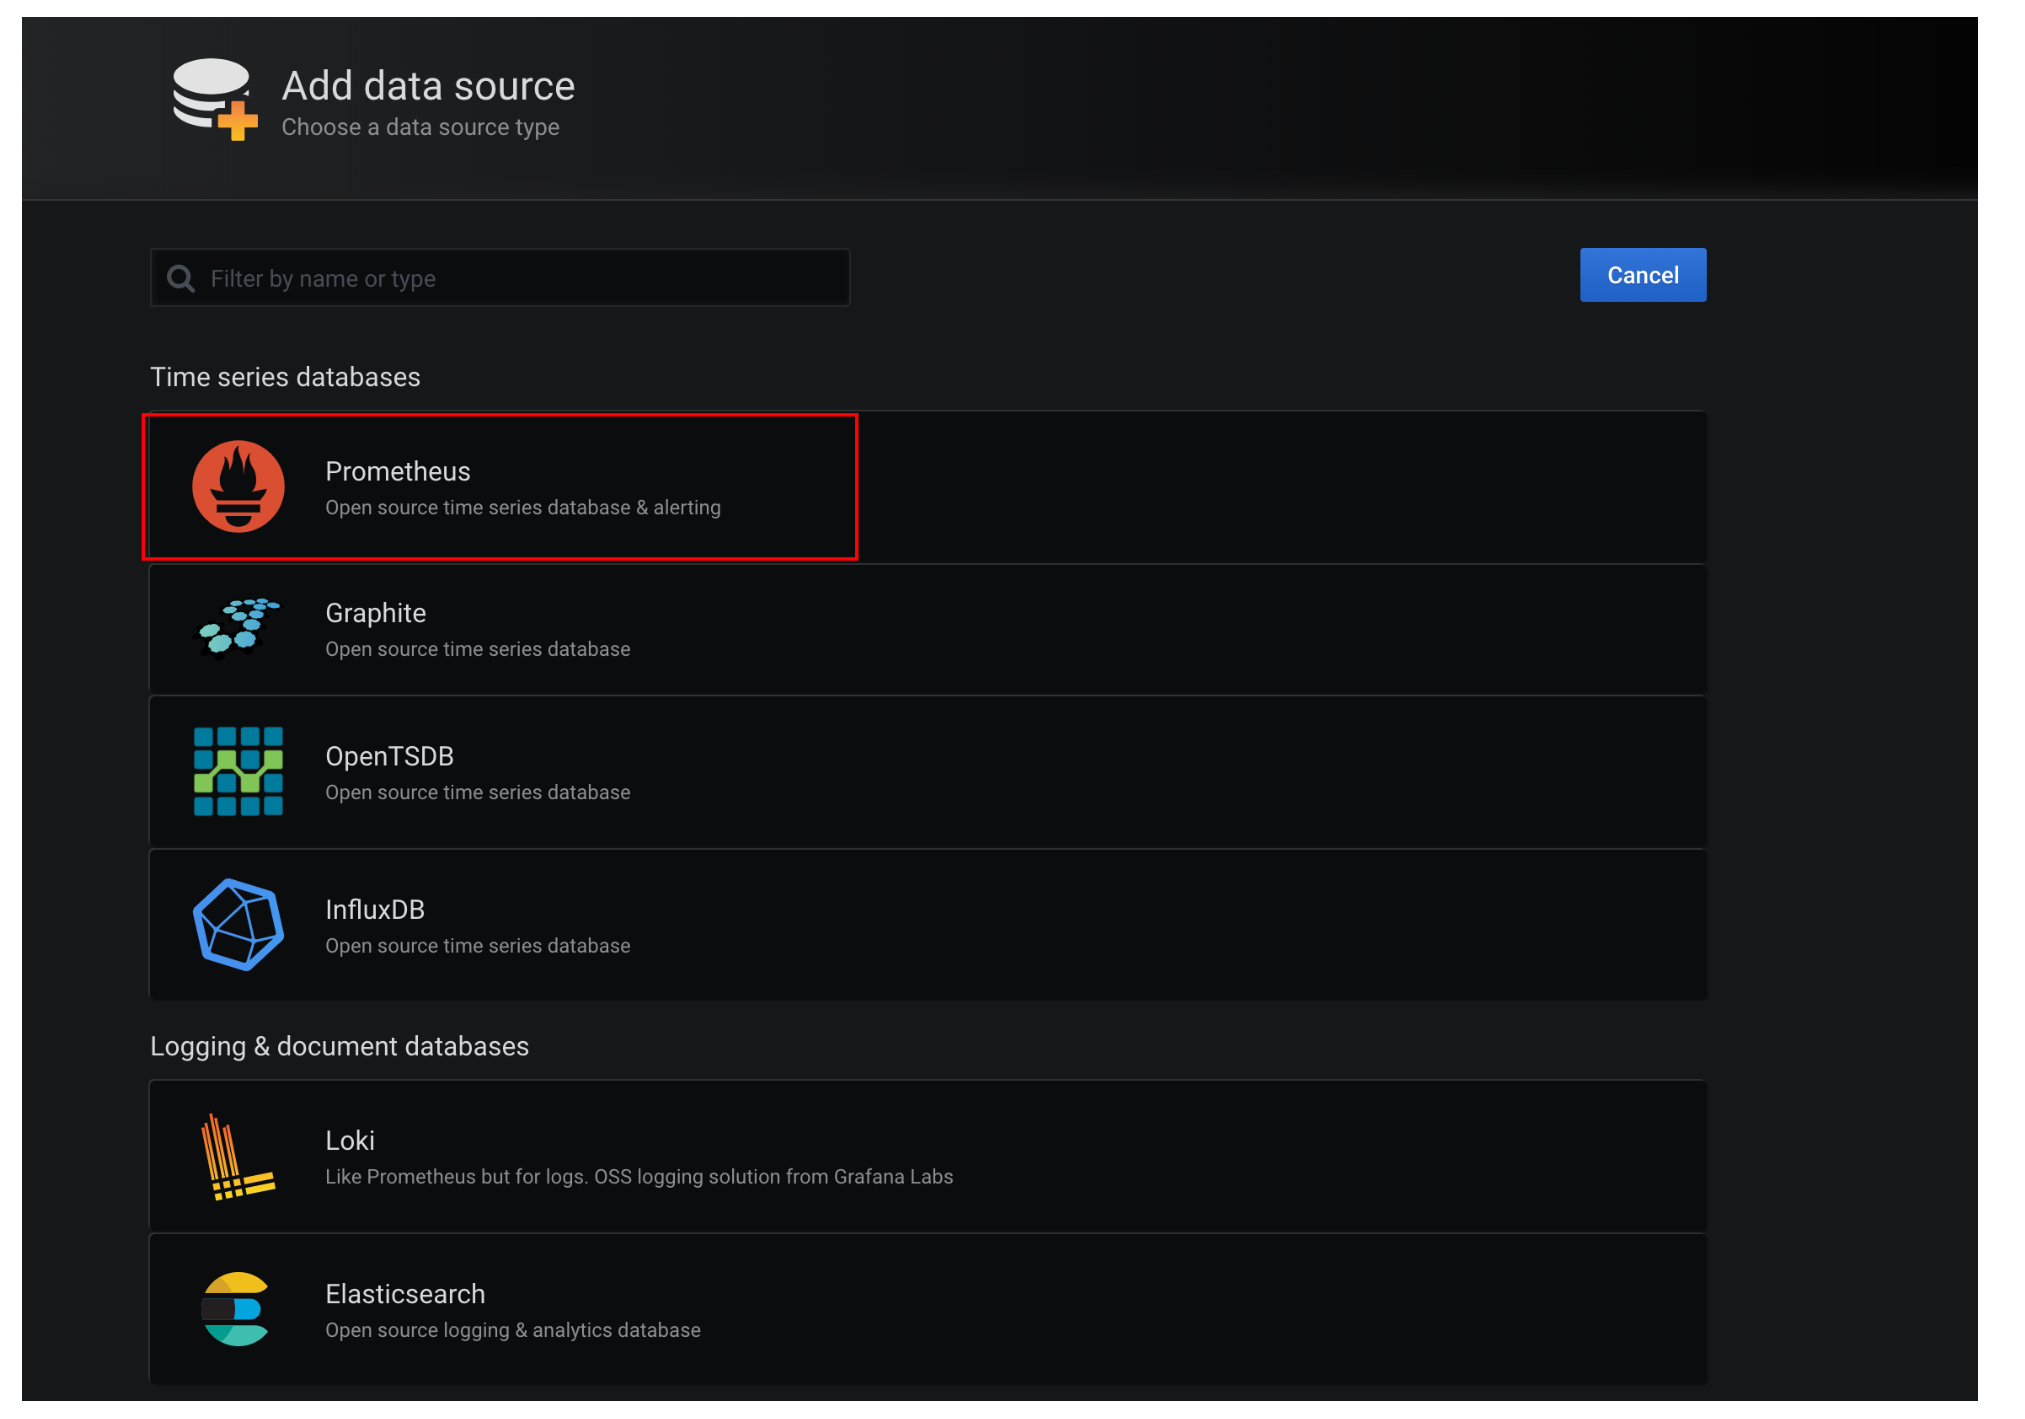 Add data source
Choose a data source type
Filter by name or type
Cancel
Time series databases
Prometheus
Open source time series database & alerting
Graphite
Open source time series database
OpenTSDB
Open source time series database
InfluxDB
Open source time series database
Logging & document databases
Loki
Like Prometheus but for logs. OSS logging solution from Grafana Labs
Elasticsearch
Open source logging & analytics database